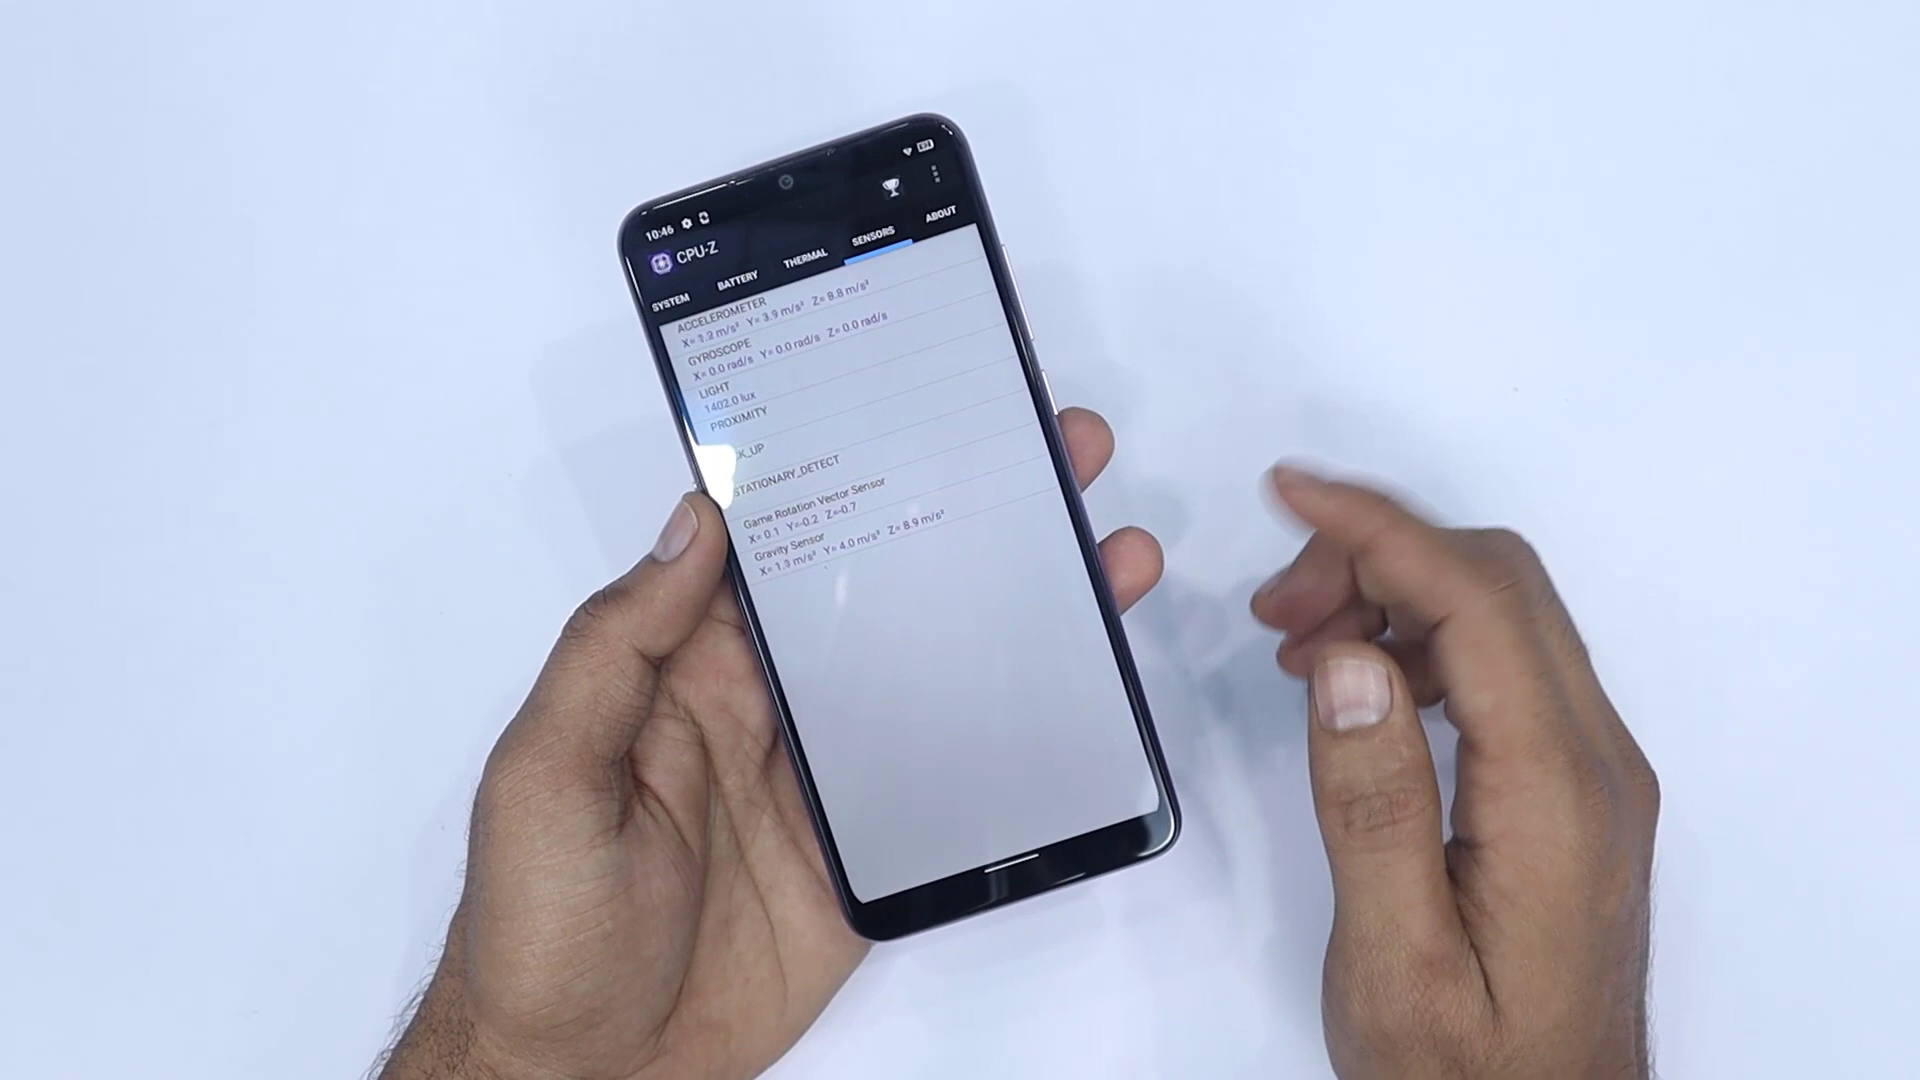 10:46
CPU-Z
SYSTEM BATTERY THERMAL SENSORS ABOUT
ACCELEROMETER
X= 1.2 m/s² Y= 3.9 m/s² Z= 8.8 m/s²
GYROSCOPE
X= 0.0 rad/s Y= 0.0 rad/s Z= 0.0 rad/s
LIGHT
1402.0 lux
PROXIMITY
K_UP
STATIONARY_DETECT
Game Rotation Vector Sensor
X= 0.1 Y=-0.2 Z=-0.7
Gravity Sensor
X= 1.3 m/s² Y= 4.0 m/s² Z= 8.9 m/s²